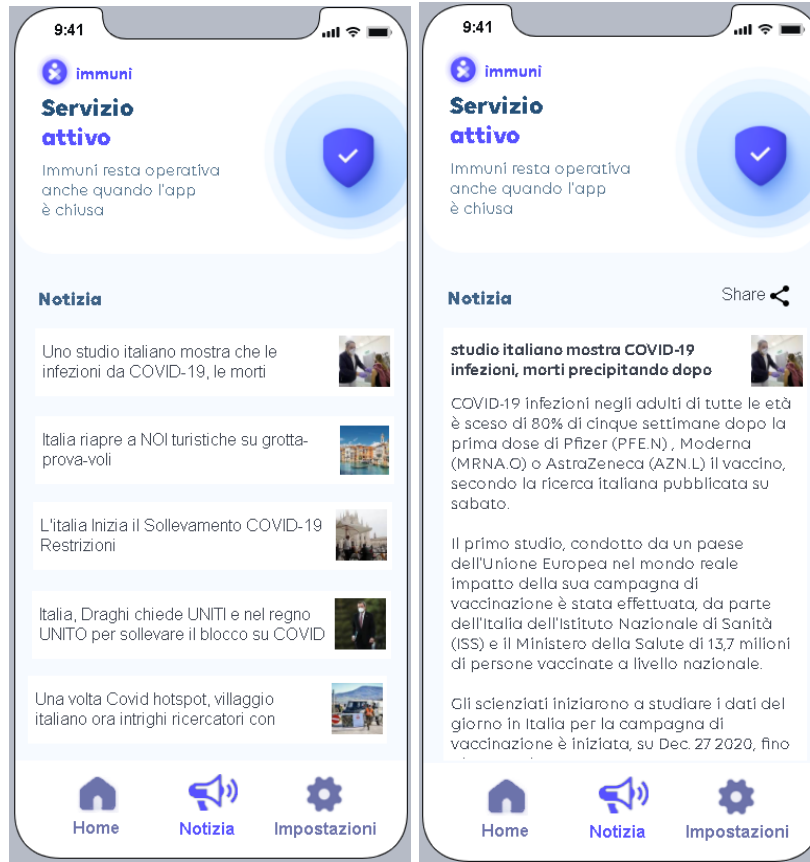 9:41
immuni
Servizio
attivo
Immuni resta operativa
anche quando l'app
è chiusa
Notizia
Uno studio italiano mostra che le
infezioni da COVID-19, le morti
Italia riapre a NOI turistiche su grotta-
prova-voli
L'italia Inizia il Sollevamento COVID-19
Restrizioni
Italia, Draghi chiede UNITI e nel regno
UNITO per sollevare il blocco su COVID
Una volta Covid hotspot, villaggio
italiano ora intrighi ricercatori con
Home
Notizia
Impostazioni
9:41
immuni
Servizio
attivo
Immuni resta operativa
anche quando l'app
è chiusa
Notizia
Share
studio italiano mostra COVID-19
infezioni, morti precipitando dopo
COVID-19 infezioni negli adulti di tutte le età
è sceso di 80% di cinque settimane dopo la
prima dose di Pfizer (PFE.N) , Moderna
(MRNA.O) o AstraZeneca (AZN.L) il vaccino,
secondo la ricerca italiana pubblicata su
sabato.
Il primo studio, condotto da un paese
dell'Unione Europea nel mondo reale
impatto della sua campagna di
vaccinazione è stata effettuata, da parte
dell'Italia dell'Istituto Nazionale di Sanità
(ISS) e il Ministero della Salute di 13,7 milioni
di persone vaccinate a livello nazionale.
Gli scienziati iniziarono a studiare i dati del
giorno in Italia per la campagna di
vaccinazione è iniziata, su Dec. 27 2020, fino
Home
Notizia
Impostazioni